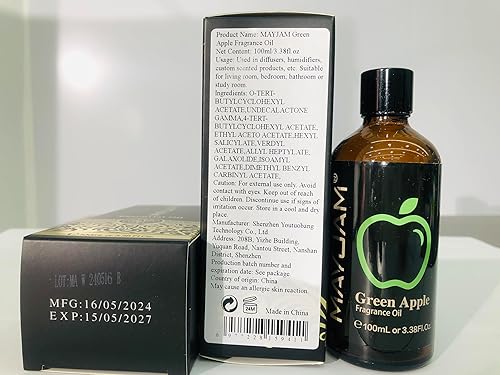 Product Name: MAYJAM Green
Apple Fragrance Oil
Net Content: 100ml/3.38fl.oz
Usage: Used in diffusers, humidifiers,
custom scented products, etc. Suitable
for living room, bedroom, bathroom or
study room.
Ingredients: O-TERT-
BUTYLCYCLOHEXYL
ACETATE,UNDECALACTONE
GAMMA,4-TERT-
BUTYLCYCLOHEXYL ACETATE,
ETHYL ACETO ACETATE,HEXYL
SALICYLATE,VERDYL
ACETATE,ALLYL HEPTYLATE,
GALAXOLIDE,ISOAMYL
ACETATE,DIMETHYL BENZYL
CARBINYL ACETATE,
Caution: For external use only. Avoid
contact with eyes. Keep out of reach
of children. Discontinue use if signs of
irritation occur. Store in a cool and dry
place.
Manufacturer: Shenzhen Youtuobang
Technology Co., Ltd
Address: 208B, Yizhe Building,
Yuquan Road, Nantou Street, Nanshan
District, Shenzhen
Production batch number and
expiration date: See package.
Country of origin: China
May cause an allergic skin reaction.
24M
Made in China
LOT:MA W 240516 B
MFG:16/05/2024
EXP:15/05/2027
MAYJAM®
Green Apple
Fragrance Oil
100mL or 3.38Fl.Oz